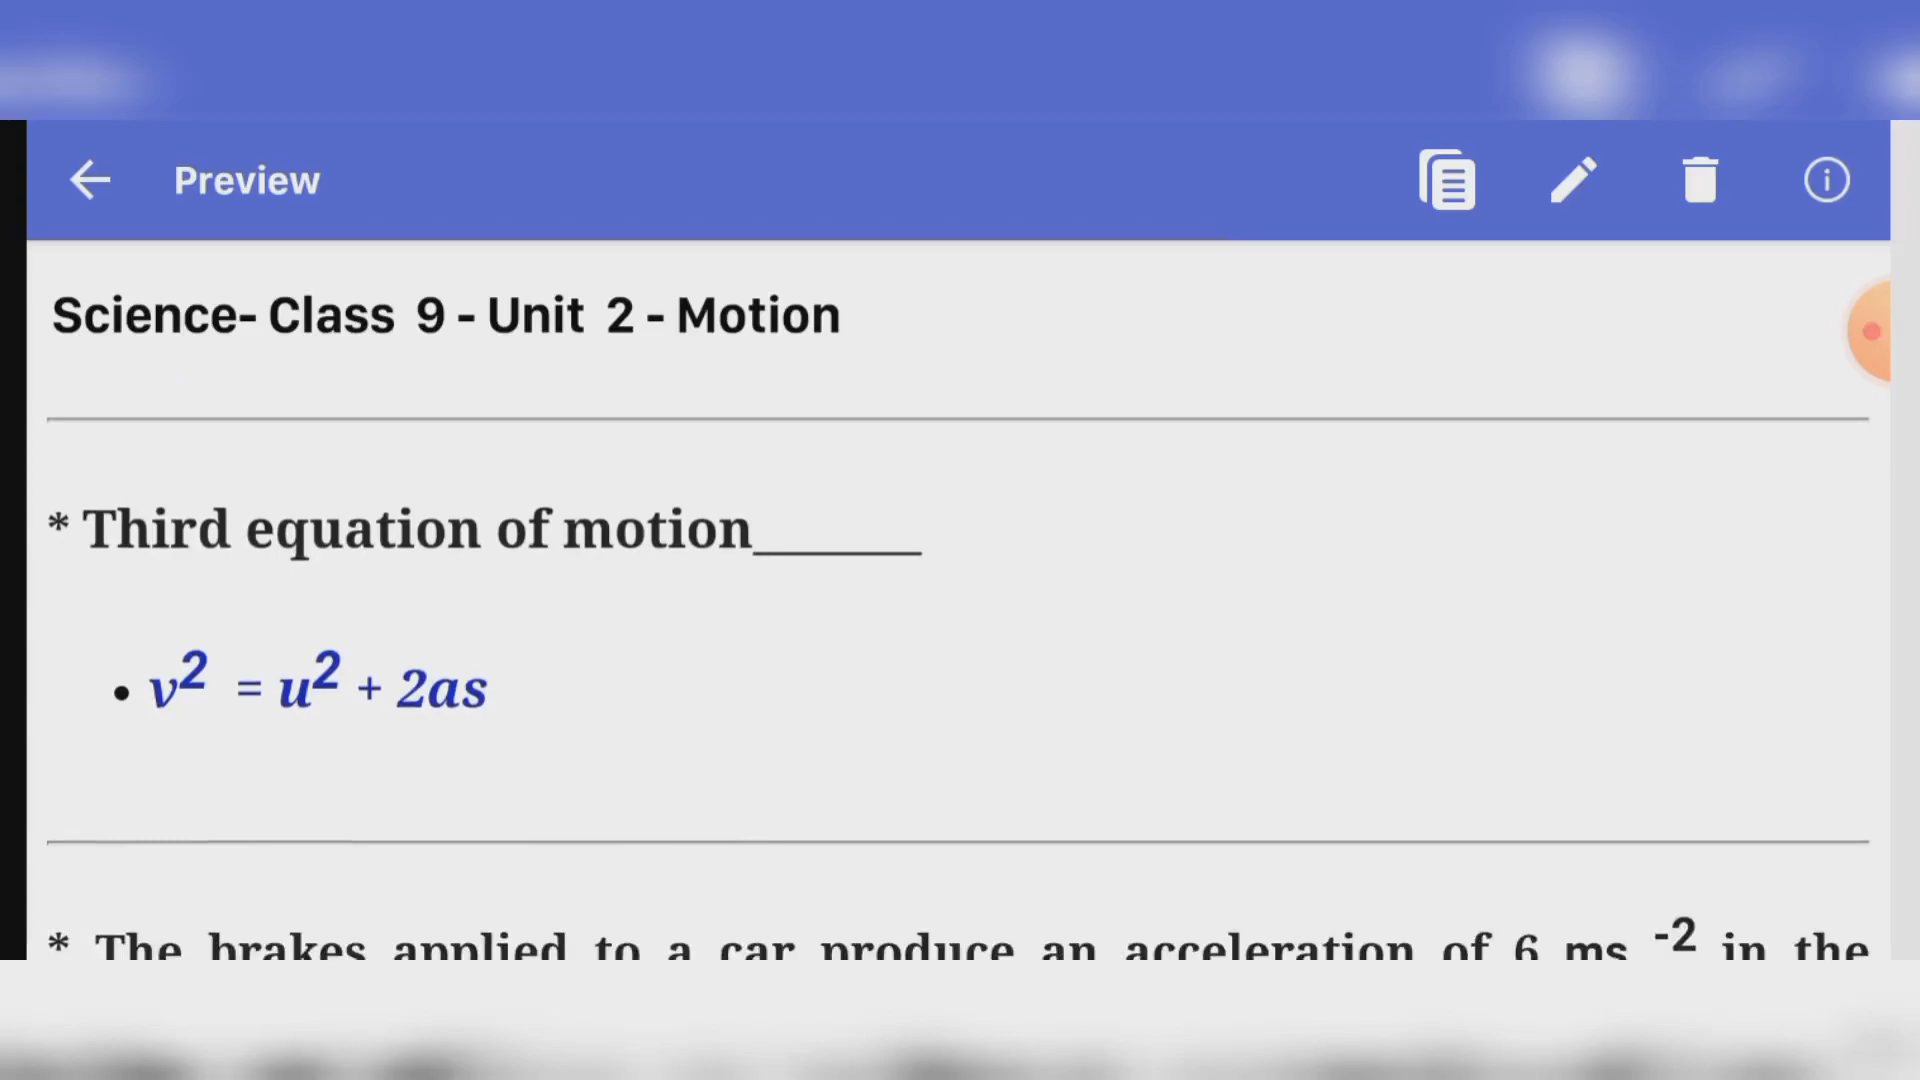 Preview
Science- Class 9 - Unit 2 - Motion
* Third equation of motion______
• v² = u² + 2as
* The brakes applied to a car produce an acceleration of 6 ms ⁻² in the